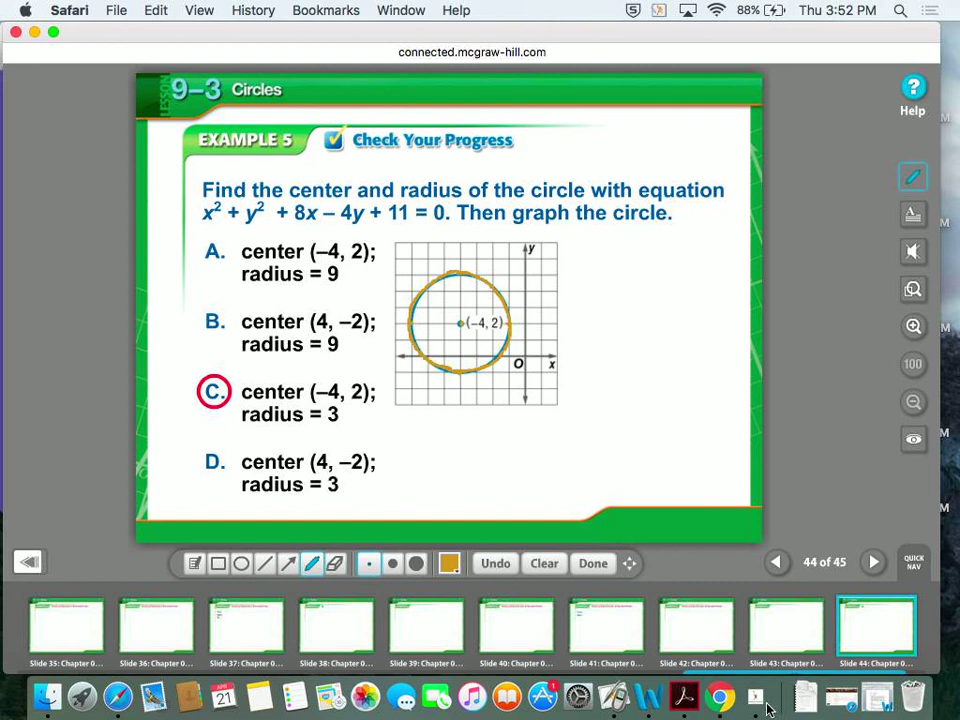 Safari File Edit View History Bookmarks Window Help 5 88% Thu 3:52 PM
connected.mcgraw-hill.com
LESSON 9–3 Circles
EXAMPLE 5 Check Your Progress
Find the center and radius of the circle with equation
x² + y² + 8x – 4y + 11 = 0. Then graph the circle.
A. center (–4, 2);
radius = 9
B. center (4, –2);
radius = 9
C. center (–4, 2);
radius = 3
D. center (4, –2);
radius = 3
y
(–4, 2)
O x
? Help
100
Undo Clear Done
44 of 45
QUICK NAV
Slide 35: Chapter 0... Slide 36: Chapter 0... Slide 37: Chapter 0... Slide 38: Chapter 0... Slide 39: Chapter 0... Slide 40: Chapter 0... Slide 41: Chapter 0... Slide 42: Chapter 0... Slide 43: Chapter 0... Slide 44: Chapter 0...
M
M
M
M
21
1